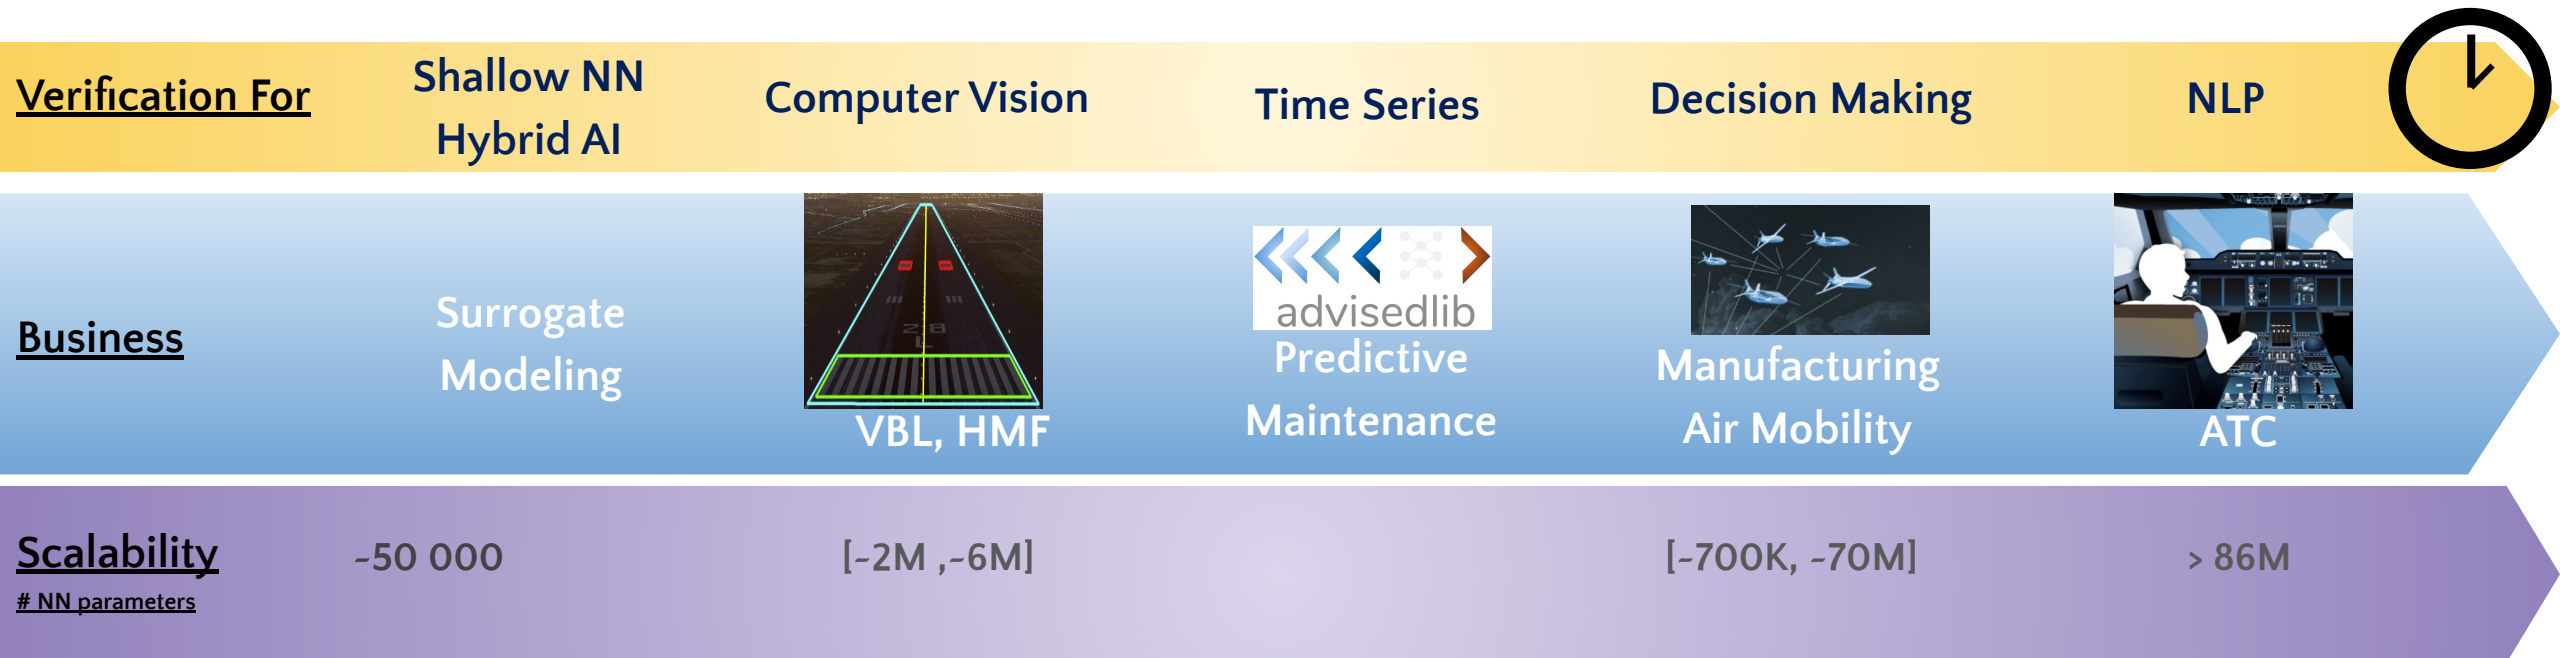 Verification For
Shallow NN
Hybrid AI
Computer Vision
Time Series
Decision Making
NLP
Business
Surrogate
Modeling
28
L
VBL, HMF
advisedlib
Predictive
Maintenance
Manufacturing
Air Mobility
ATC
Scalability
# NN parameters
~50 000
[~2M ,~6M]
[~700K, ~70M]
> 86M